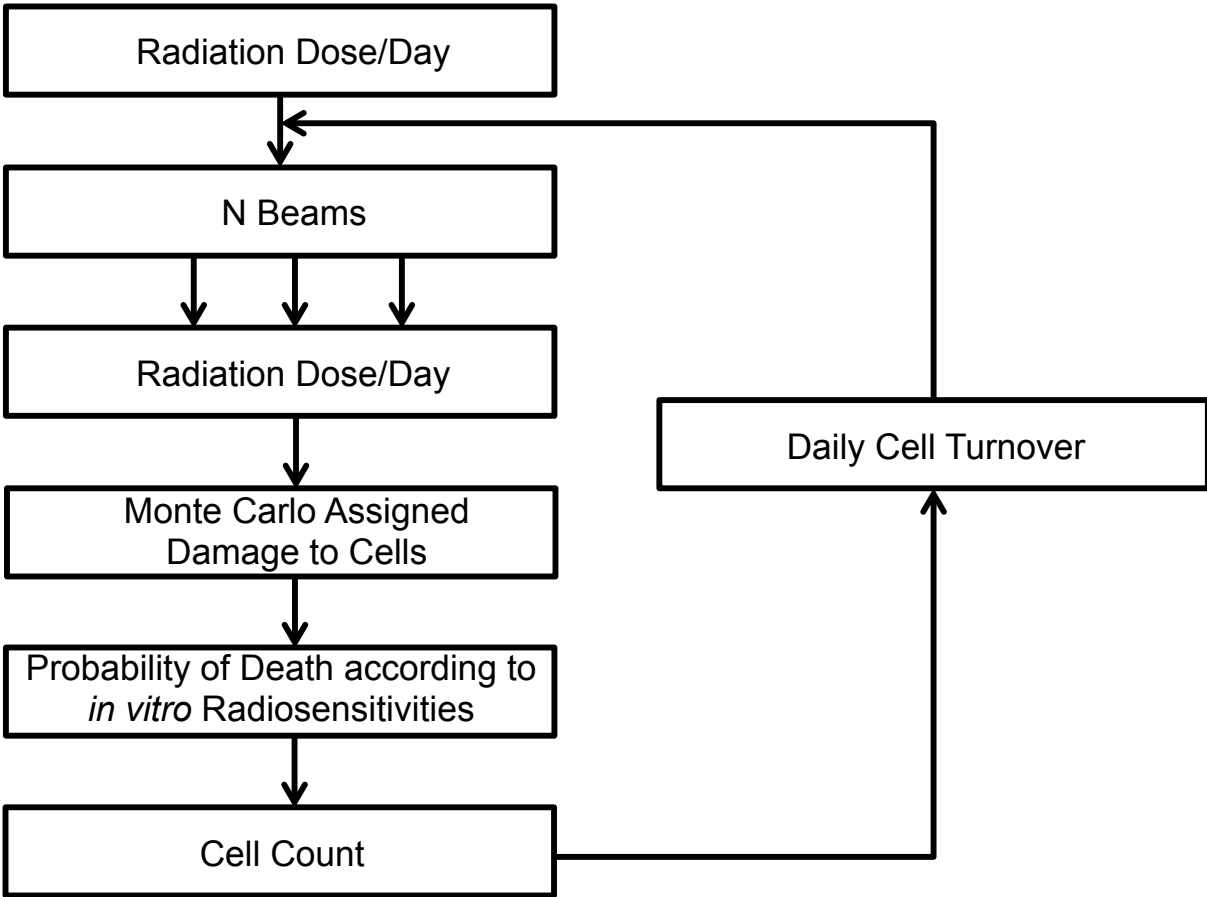 Radiation Dose/Day
N Beams
Radiation Dose/Day
Monte Carlo Assigned
Damage to Cells
Probability of Death according to
in vitro Radiosensitivities
Cell Count
Daily Cell Turnover